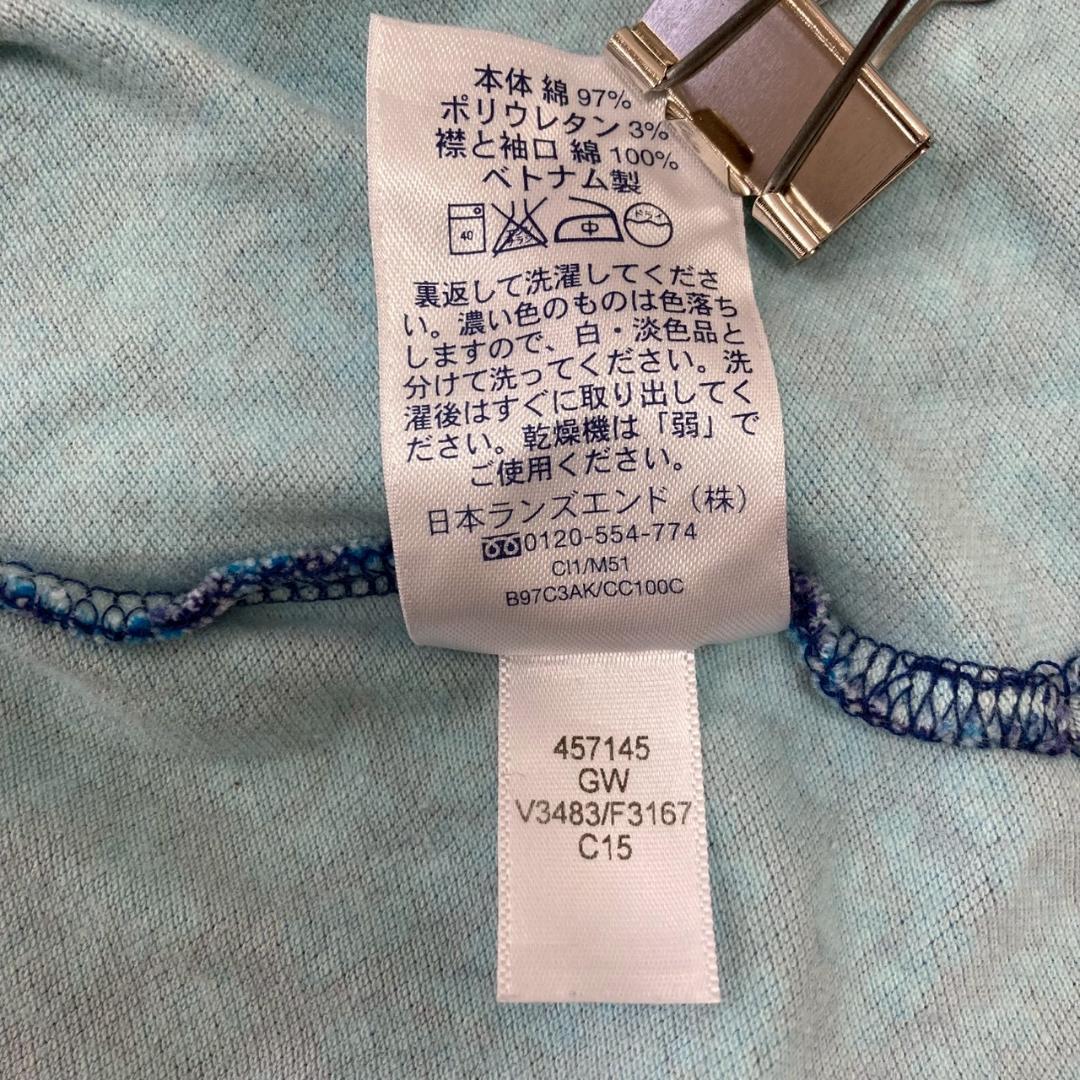 本体 綿 97%
ポリウレタン 3%
襟と袖口 綿 100%
ベトナム製
40 エンソ サラシ 中 ドライ
裏返して洗濯してくださ
い。濃い色のものは色落ち
しますので、白・淡色品と
分けて洗ってください。洗
濯後はすぐに取り出してく
ださい。乾燥機は「弱」で
ご使用ください。
日本ランズエンド（株）
0120-554-774
CI1/M51
B97C3AK/CC100C
457145
GW
V3483/F3167
C15